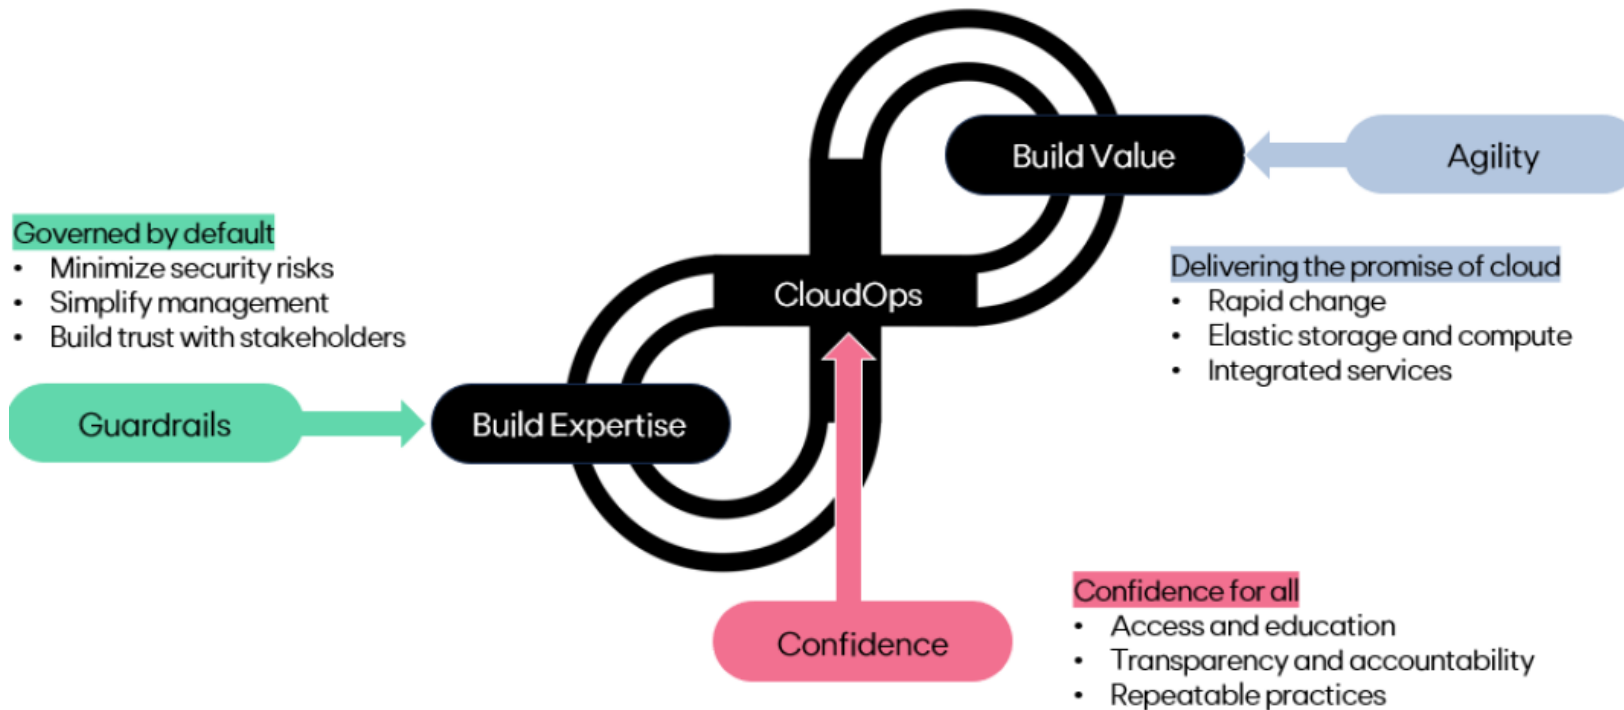 Build Value
Agility
Governed by default
• Minimize security risks
• Simplify management
• Build trust with stakeholders
Delivering the promise of cloud
• Rapid change
• Elastic storage and compute
• Integrated services
CloudOps
Guardrails
Build Expertise
Confidence
Confidence for all
• Access and education
• Transparency and accountability
• Repeatable practices